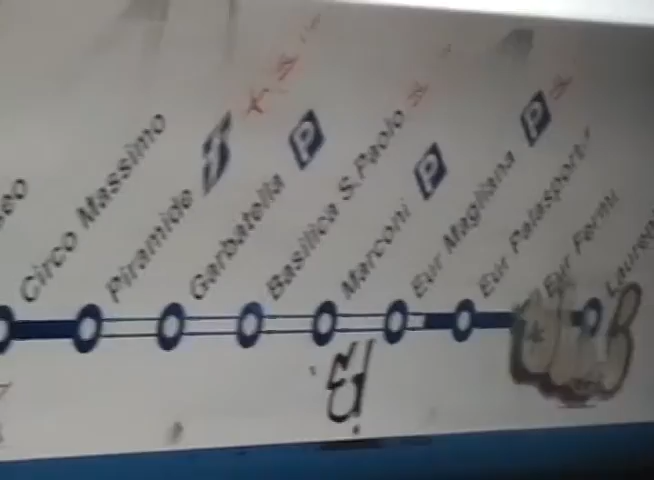 Circo Massimo
Piramide
Garbatella P
Basilica S.Paolo
Marconi P
Eur Magliana P
Eur Palasport
Eur Fermi